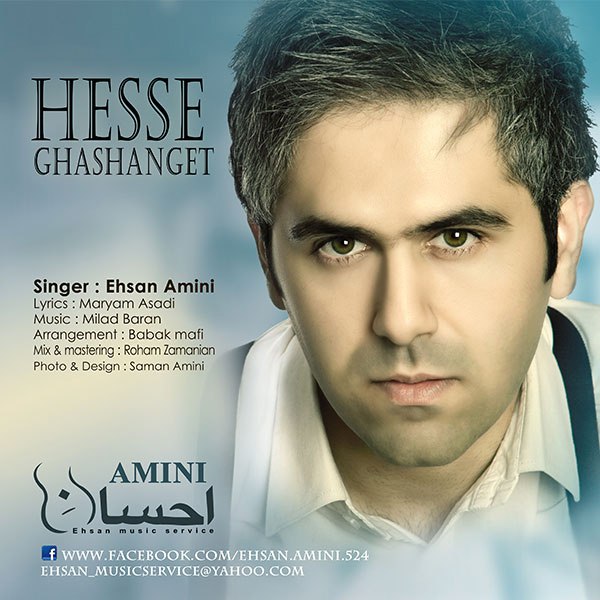 HESSE
GHASHANGET
Singer : Ehsan Amini
Lyrics : Maryam Asadi
Music : Milad Baran
Arrangement : Babak mafi
Mix & mastering : Roham Zamanian
Photo & Design : Saman Amini
AMINI
احسان
Ehsan music service
WWW.FACEBOOK.COM/EHSAN.AMINI.524
EHSAN_MUSICSERVICE@YAHOO.COM